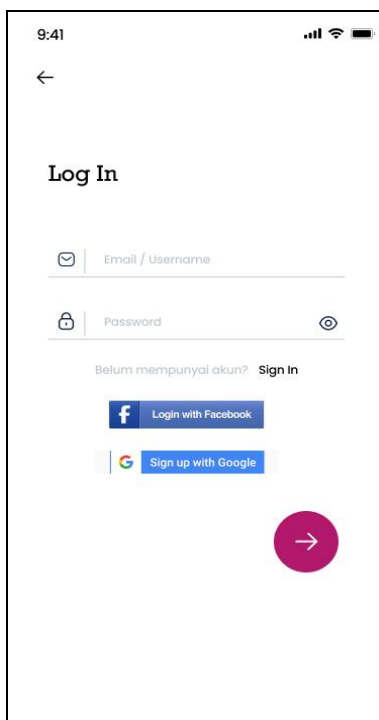 9:41
Log In
Email / Username
Password
Belum mempunyai akun? Sign In
f Login with Facebook
G Sign up with Google